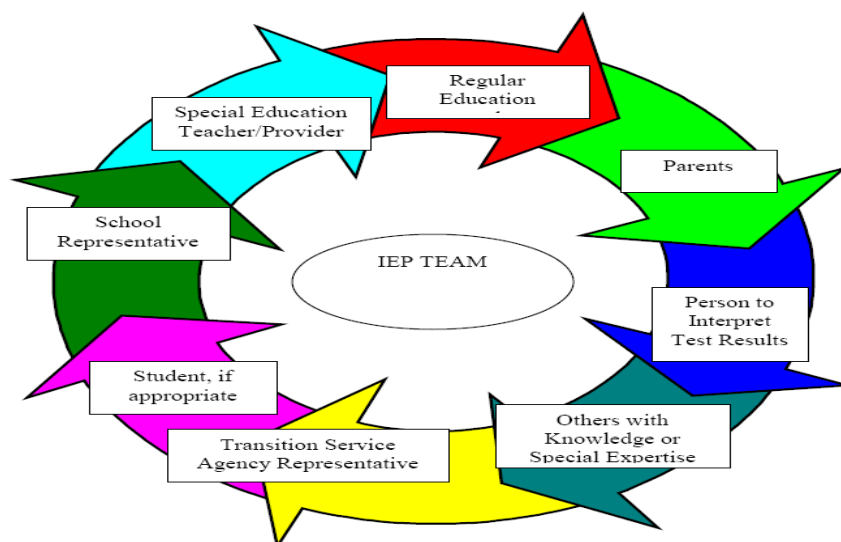 Regular
Education
Special Education
Teacher/Provider
Parents
School
Representative
IEP TEAM
Person to
Interpret
Test Results
Student, if
appropriate
Others with
Knowledge or
Special Expertise
Transition Service
Agency Representative